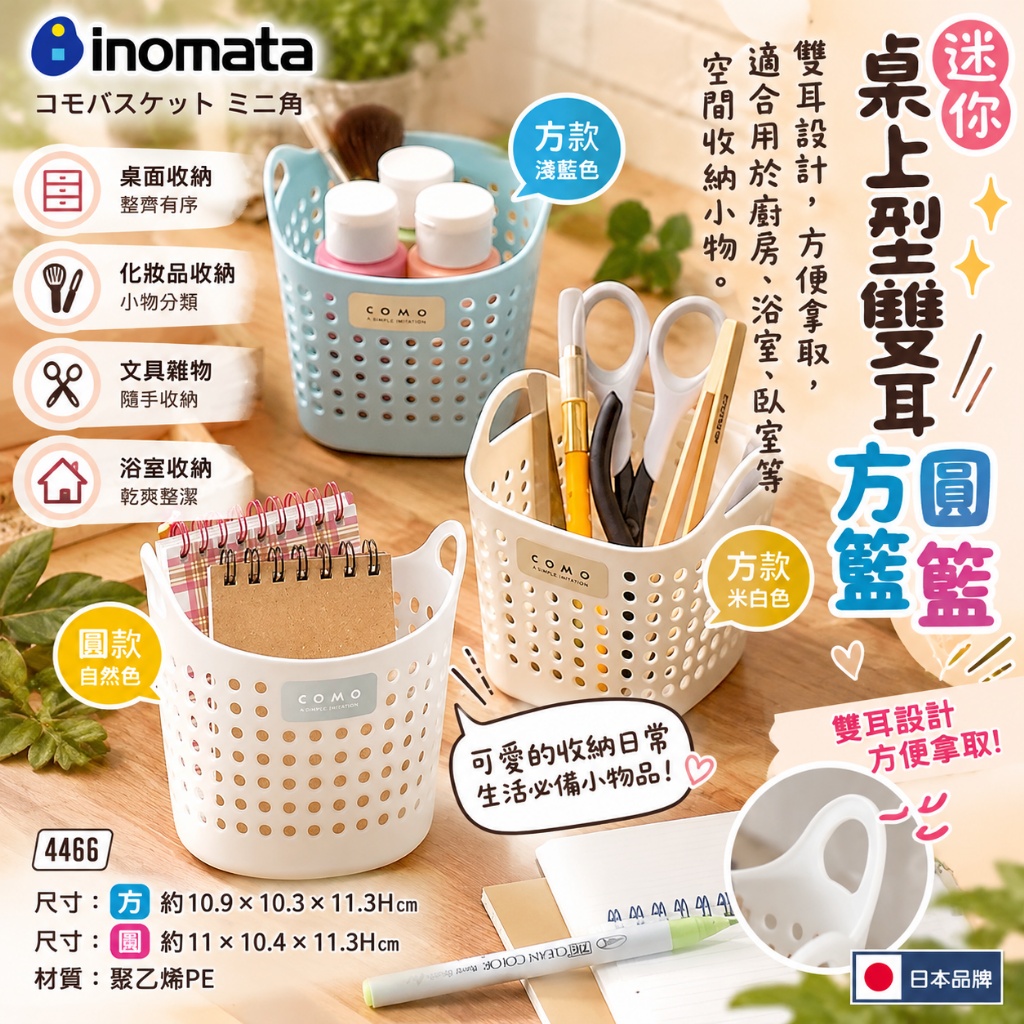 inomata
コモバスケット ミニ角
桌面收納
整齊有序
化妝品收納
小物分類
文具雜物
隨手收納
浴室收納
乾爽整潔
方款
淺藍色
雙耳設計，方便拿取，
適合用於廚房、浴室、臥室等
空間收納小物。
迷你
桌上型雙耳
圓籃
方籃
COMO
A SIMPLE IMITATION
COMO
A SIMPLE IMITATION
方款
米白色
圓款
自然色
COMO
A SIMPLE IMITATION
可愛的收納日常
生活必備小物品！
雙耳設計
方便拿取！
4466
尺寸：方 約10.9×10.3×11.3H㎝
尺寸：圓 約11×10.4×11.3H㎝
材質：聚乙烯PE
CLEAN COLOR
日本品牌